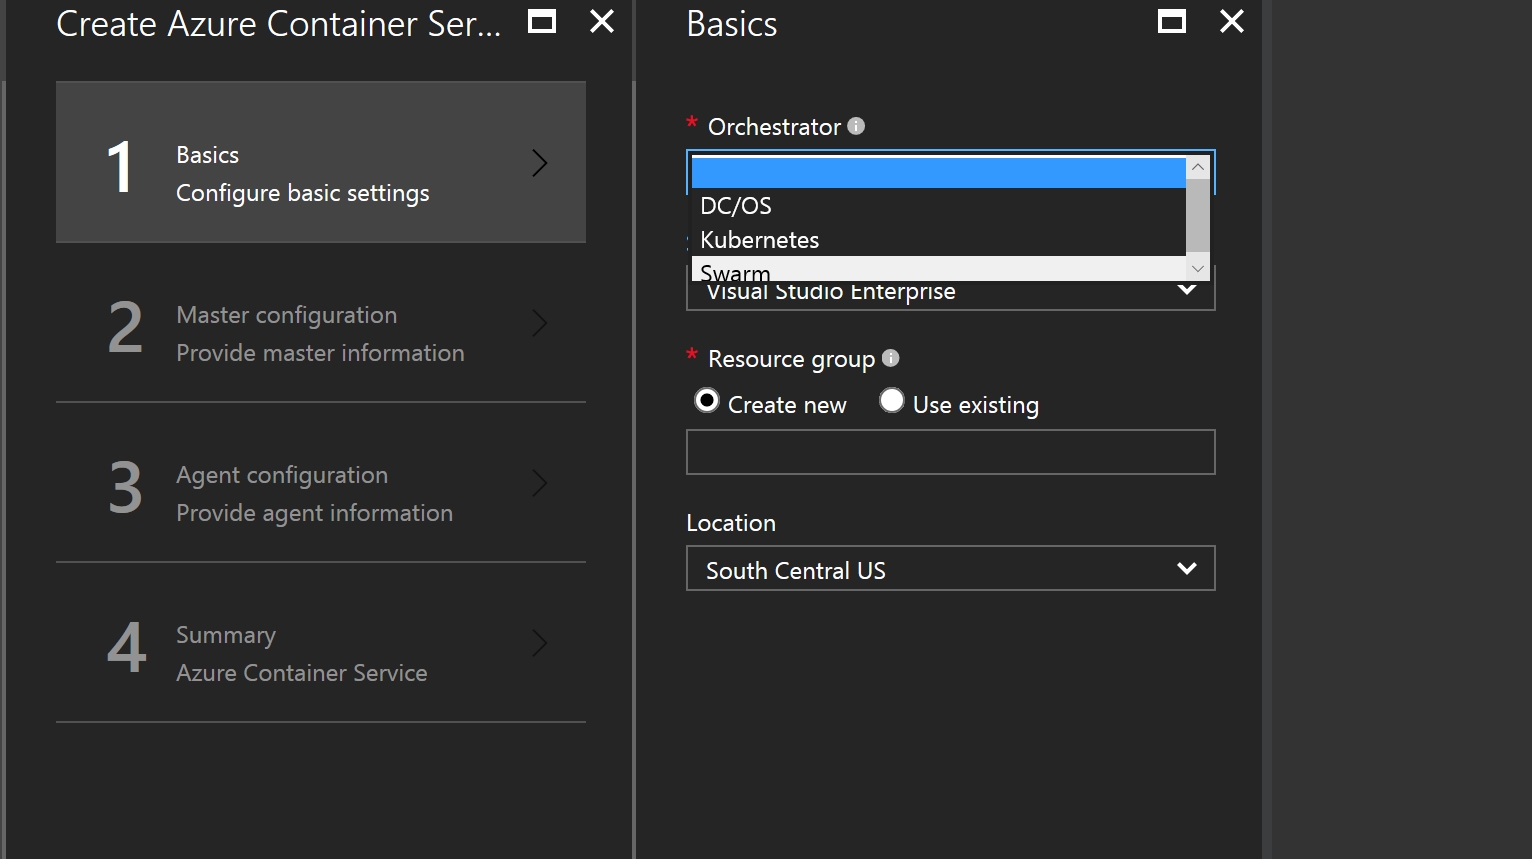 Create Azure Container Ser...
1
Basics
Configure basic settings
2
Master configuration
Provide master information
3
Agent configuration
Provide agent information
4
Summary
Azure Container Service
Basics
* Orchestrator
DC/OS
Kubernetes
Swarm
Visual Studio Enterprise
* Resource group
Create new Use existing
Location
South Central US